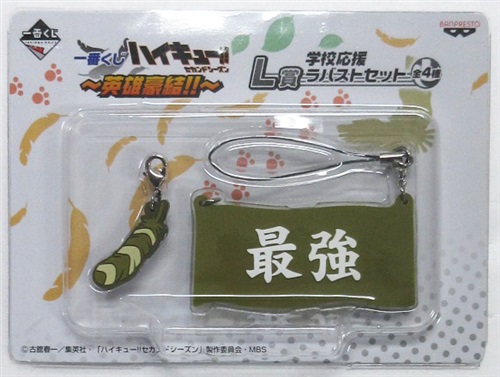 一番くじ
BANPRESTO
一番くじ ハイキュー!!
セカンドシーズン
～英雄豪結!!～
学校応援
L賞 ラバストセット 全4種
最強
©古舘春一／集英社・「ハイキュー!!セカンドシーズン」製作委員会・MBS